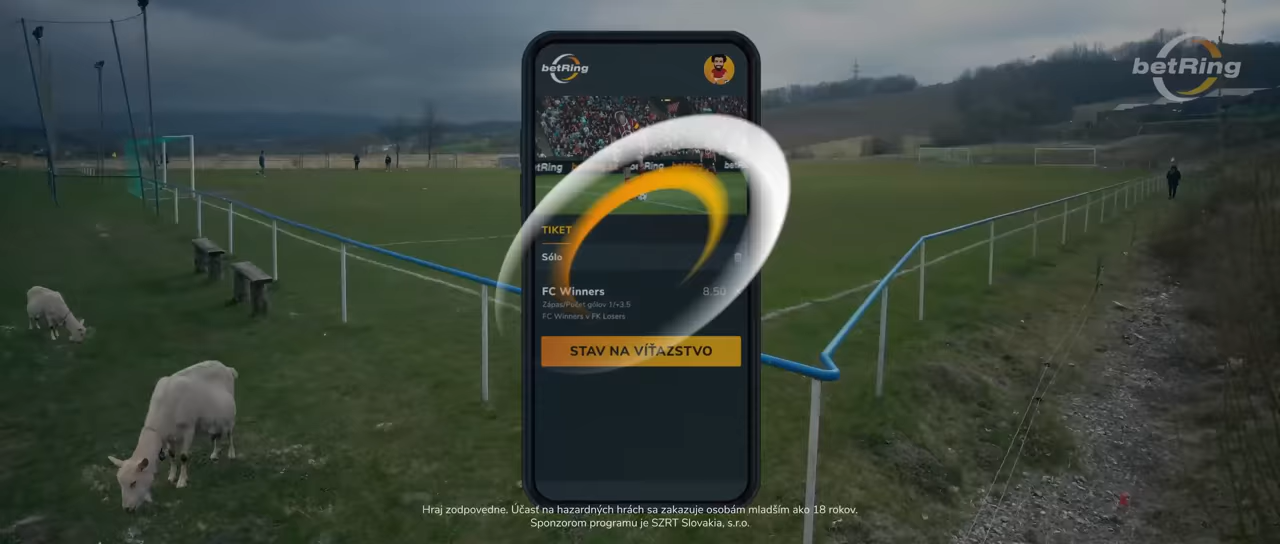 betRing
betRing
TIKET
Sólo
FC Winners 8.50
Zápas/Počet gólov 1/+3.5
FC Winners v FK Losers
STAV NA VÍŤAZSTVO
Hraj zodpovedne. Účasť na hazardných hrách sa zakazuje osobám mladším ako 18 rokov.
Sponzorom programu je SZRT Slovakia, s.r.o.